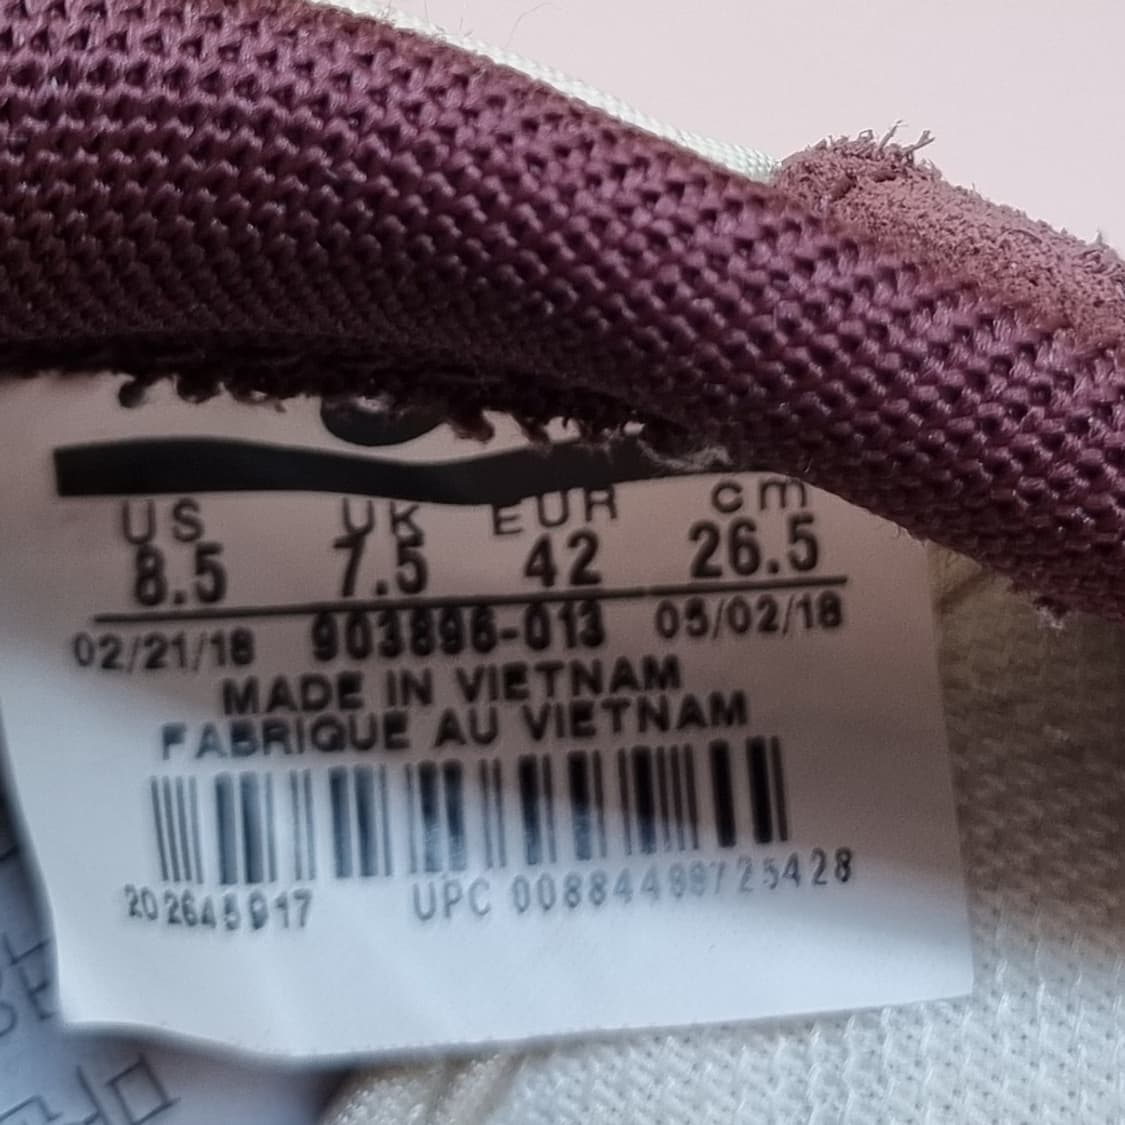 US UK EUR cm
8.5 7.5 42 26.5
02/21/18 903896-013 05/02/18
MADE IN VIETNAM
FABRIQUE AU VIETNAM
202645917 UPC 00884499725428